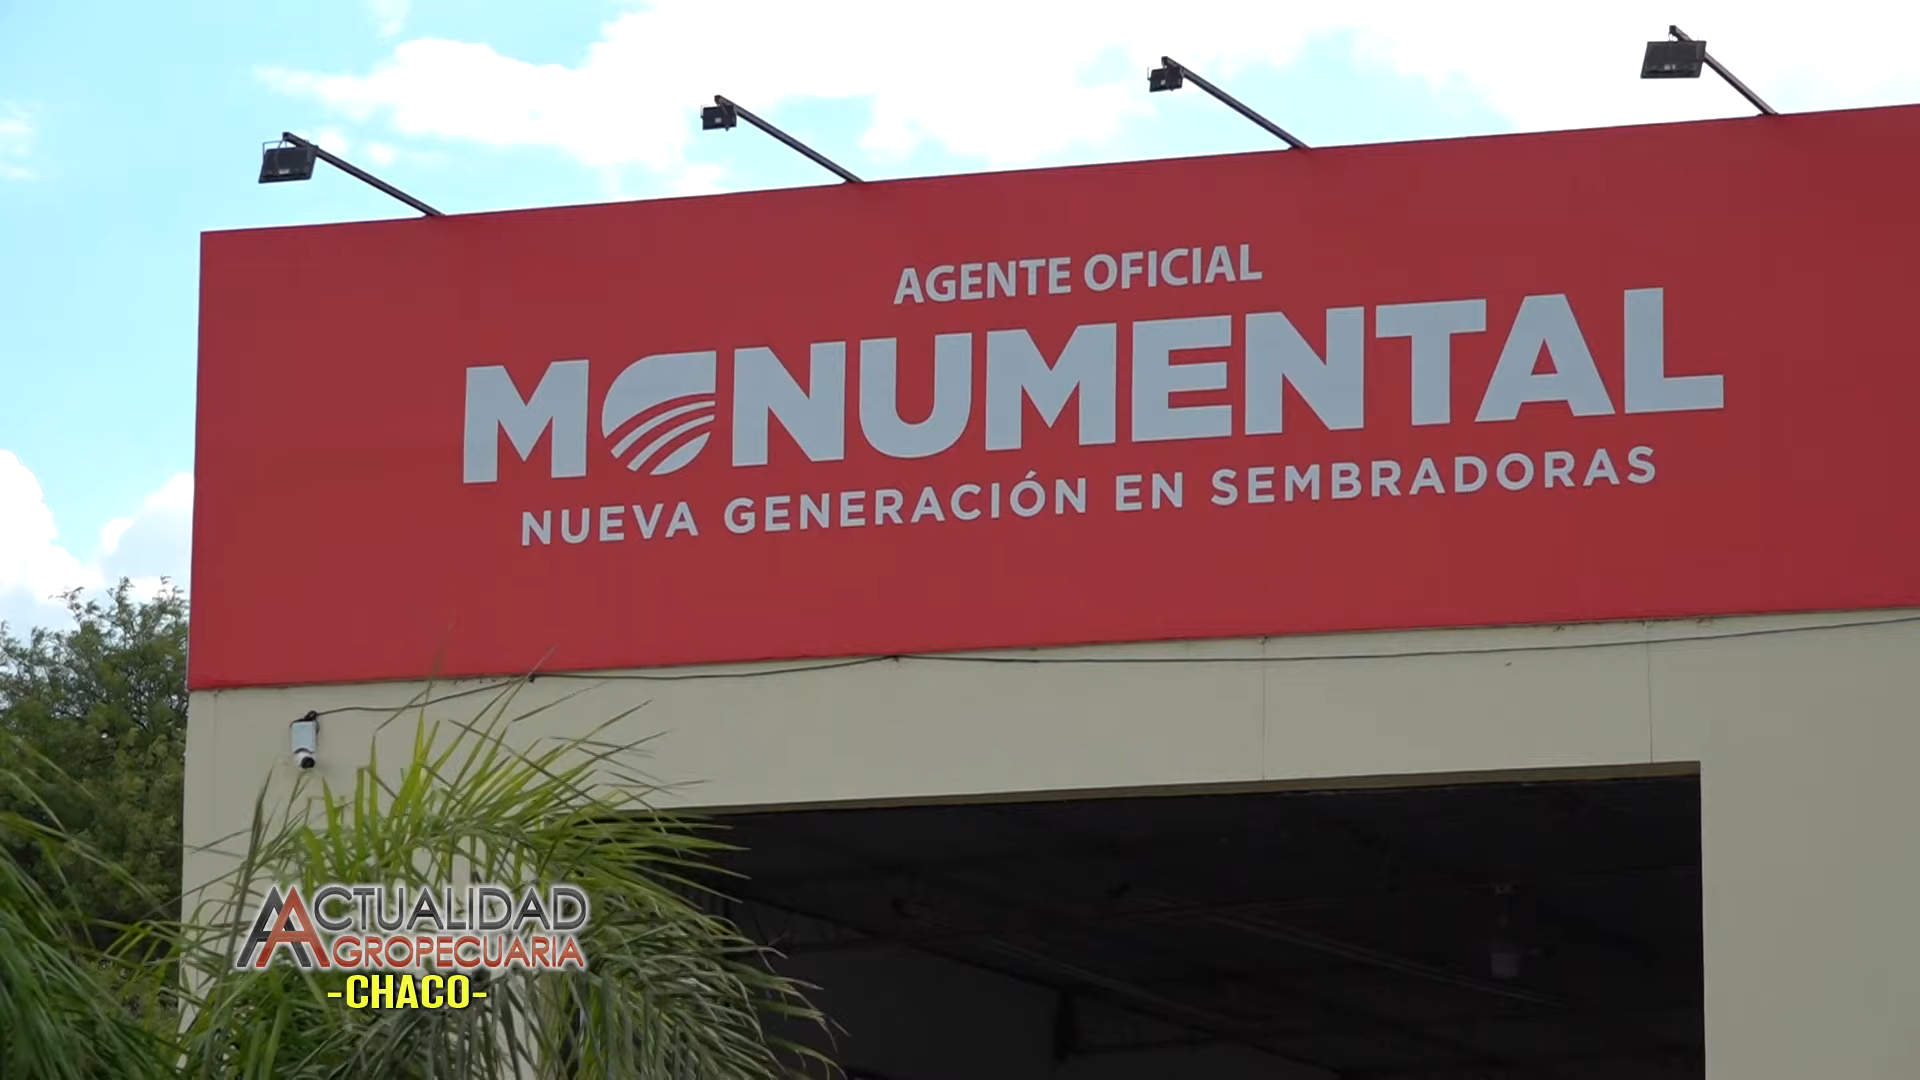 AGENTE OFICIAL
MONUMENTAL
NUEVA GENERACIÓN EN SEMBRADORAS
ACTUALIDAD
AGROPECUARIA
-CHACO-